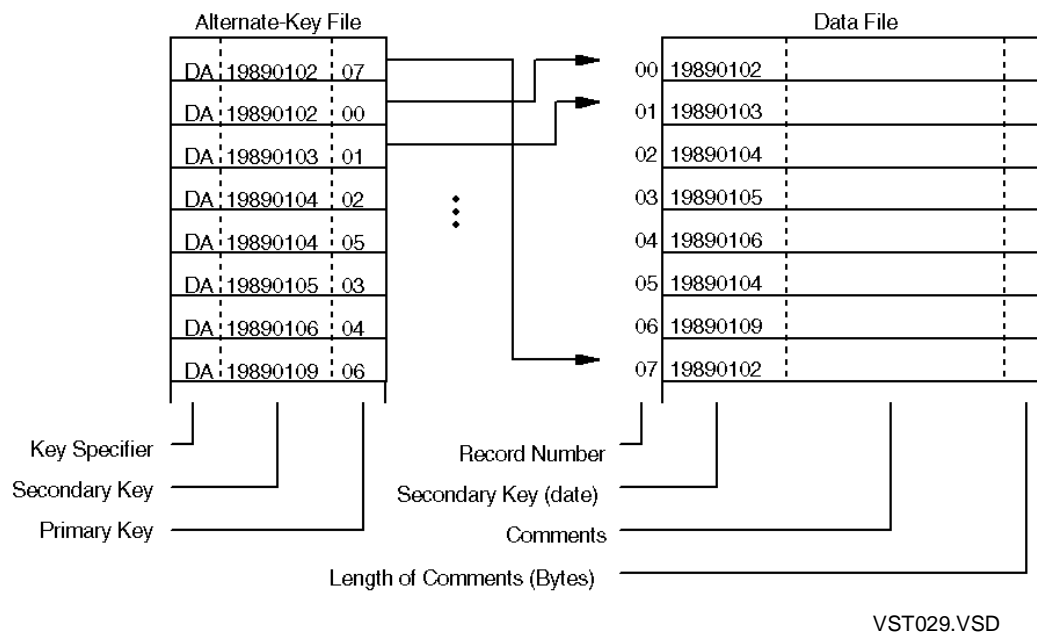 Alternate-Key File
Data File
DA 19890102 07
DA 19890102 00
DA 19890103 01
DA 19890104 02
DA 19890104 05
DA 19890105 03
DA 19890106 04
DA 19890109 06
00 19890102
01 19890103
02 19890104
03 19890105
04 19890106
05 19890104
06 19890109
07 19890102
Key Specifier
Secondary Key
Primary Key
Record Number
Secondary Key (date)
Comments
Length of Comments (Bytes)
VST029.VSD